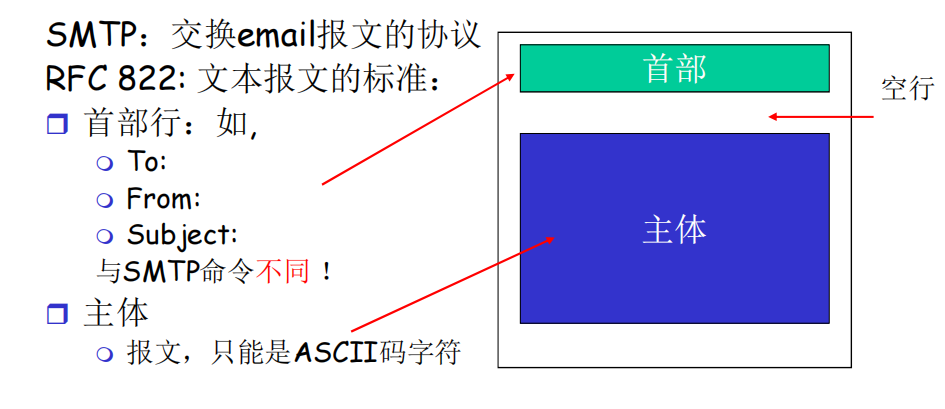 SMTP：交换email报文的协议
RFC 822: 文本报文的标准：
首部行：如,
To:
From:
Subject:
与SMTP命令不同！
主体
报文，只能是ASCII码字符
首部
空行
主体